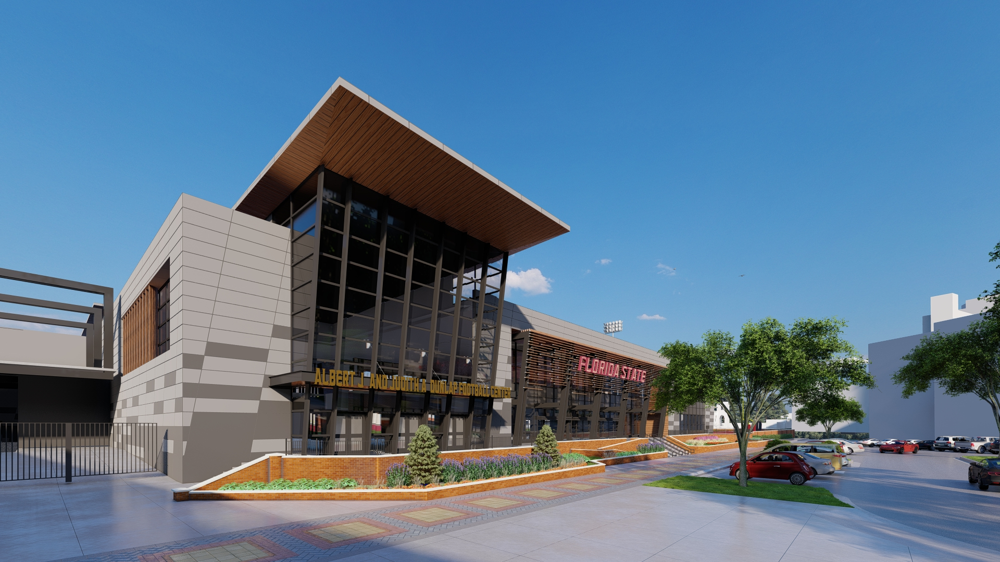 ALBERT J. AND JUDITH A. DUNLAP FOOTBALL CENTER
FLORIDA STATE